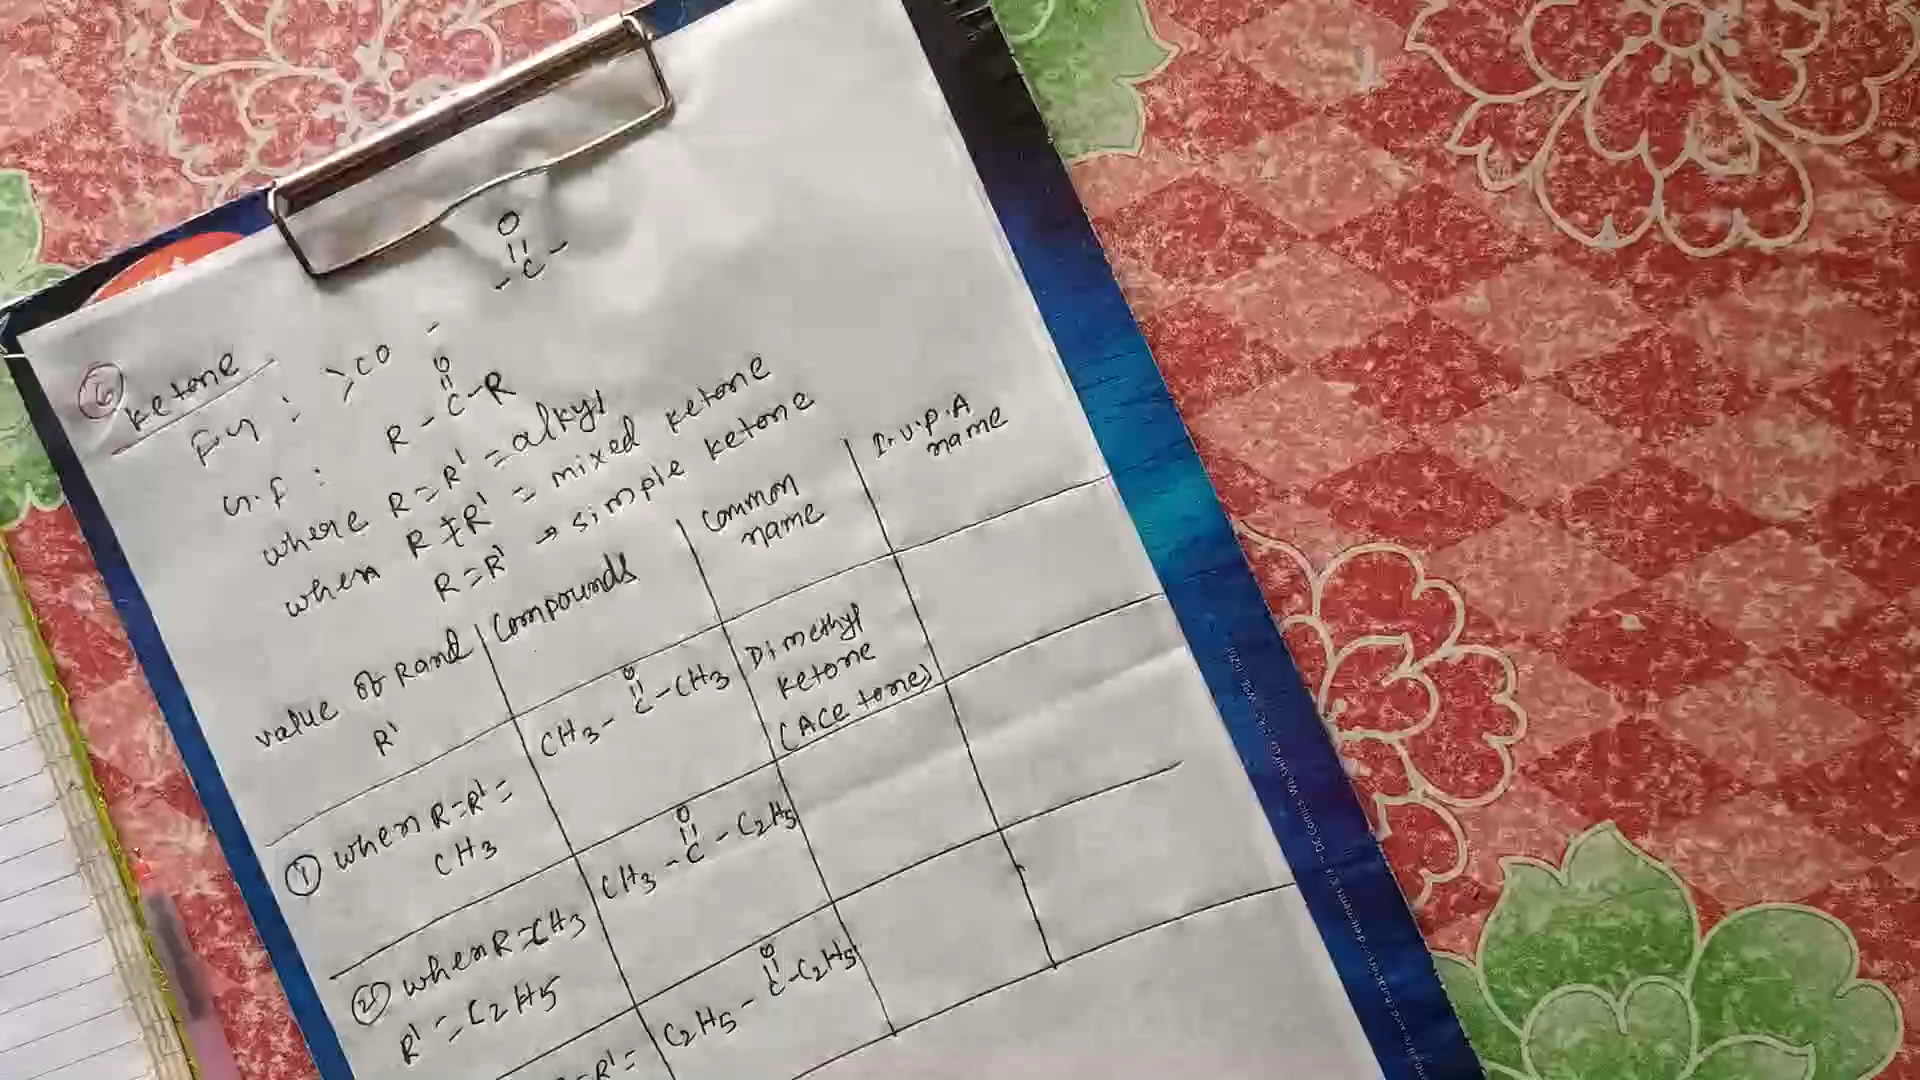 O
||
- C -
6 Ketone
F.G : >CO -
O
||
G.F : R - C - R
where R = R' = alkyl
when R ≠ R' = mixed ketone
R = R' → simple ketone
value of R and R' | Compounds | Common name | I.U.P.A name
1 when R = R' = CH3
O
||
CH3 - C - CH3
Dimethyl
ketone
(Acetone)
2 when R = CH3
R' = C2H5
O
||
CH3 - C - C2H5
R' =
O
||
C2H5 - C - C2H5